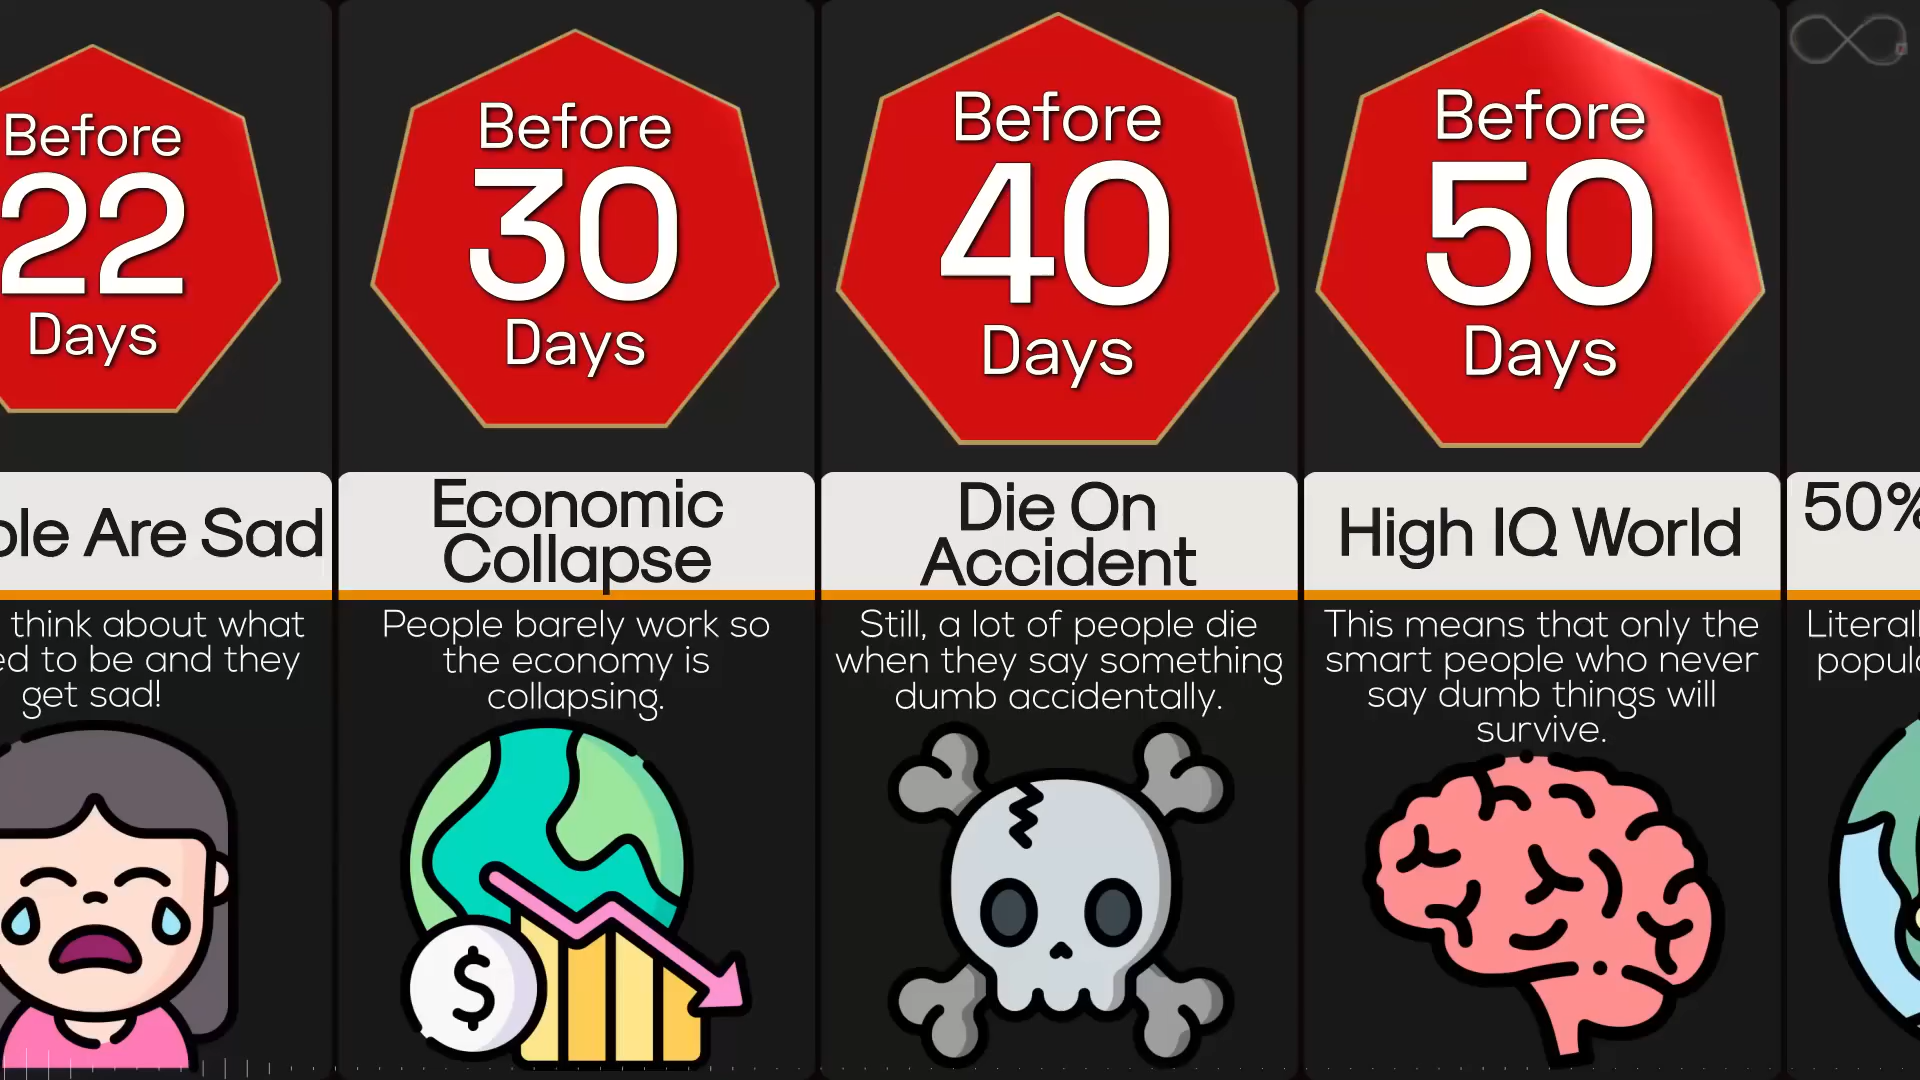 Before
22
Days
ple Are Sad
think about what
ed to be and they
get sad!
Before
30
Days
Economic
Collapse
People barely work so
the economy is
collapsing.
$
Before
40
Days
Die On
Accident
Still, a lot of people die
when they say something
dumb accidentally.
Before
50
Days
High IQ World
This means that only the
smart people who never
say dumb things will
survive.
50%
Literall
popula